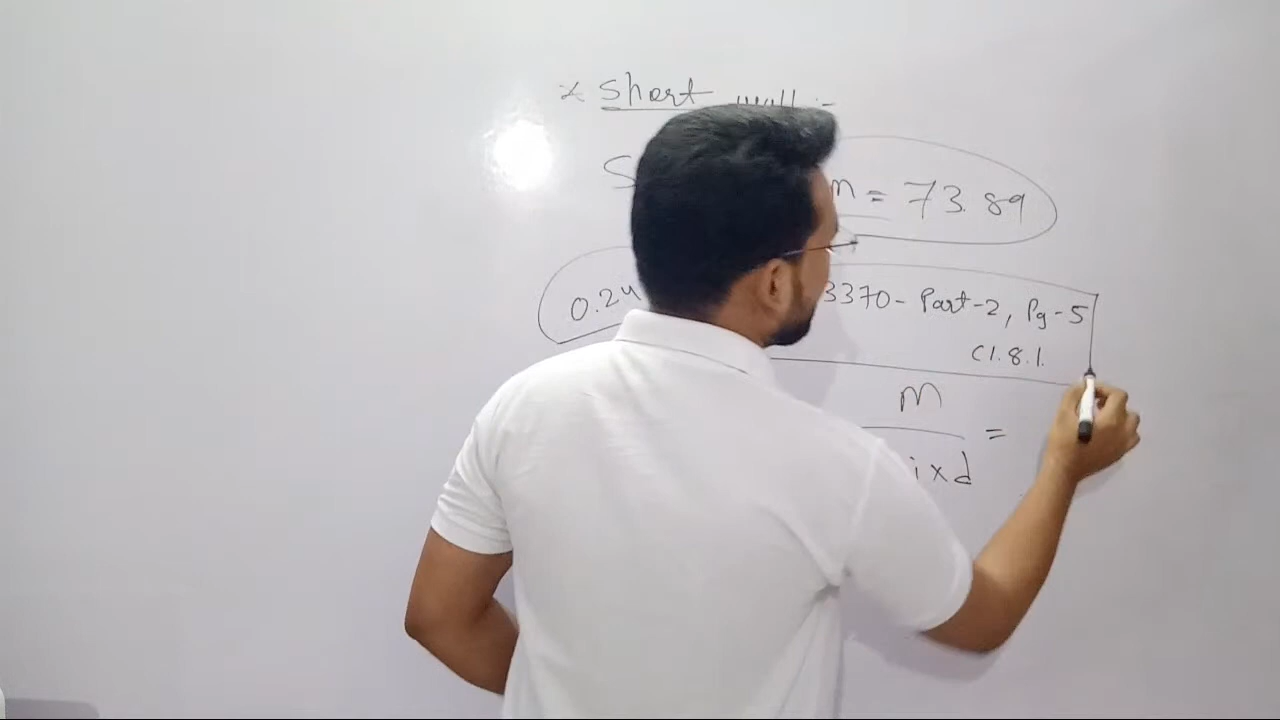 * Short wall :-
S m = 73.89
0.24 3370 - Part-2, Pg-5
Cl. 8.1.
M
=
i x d